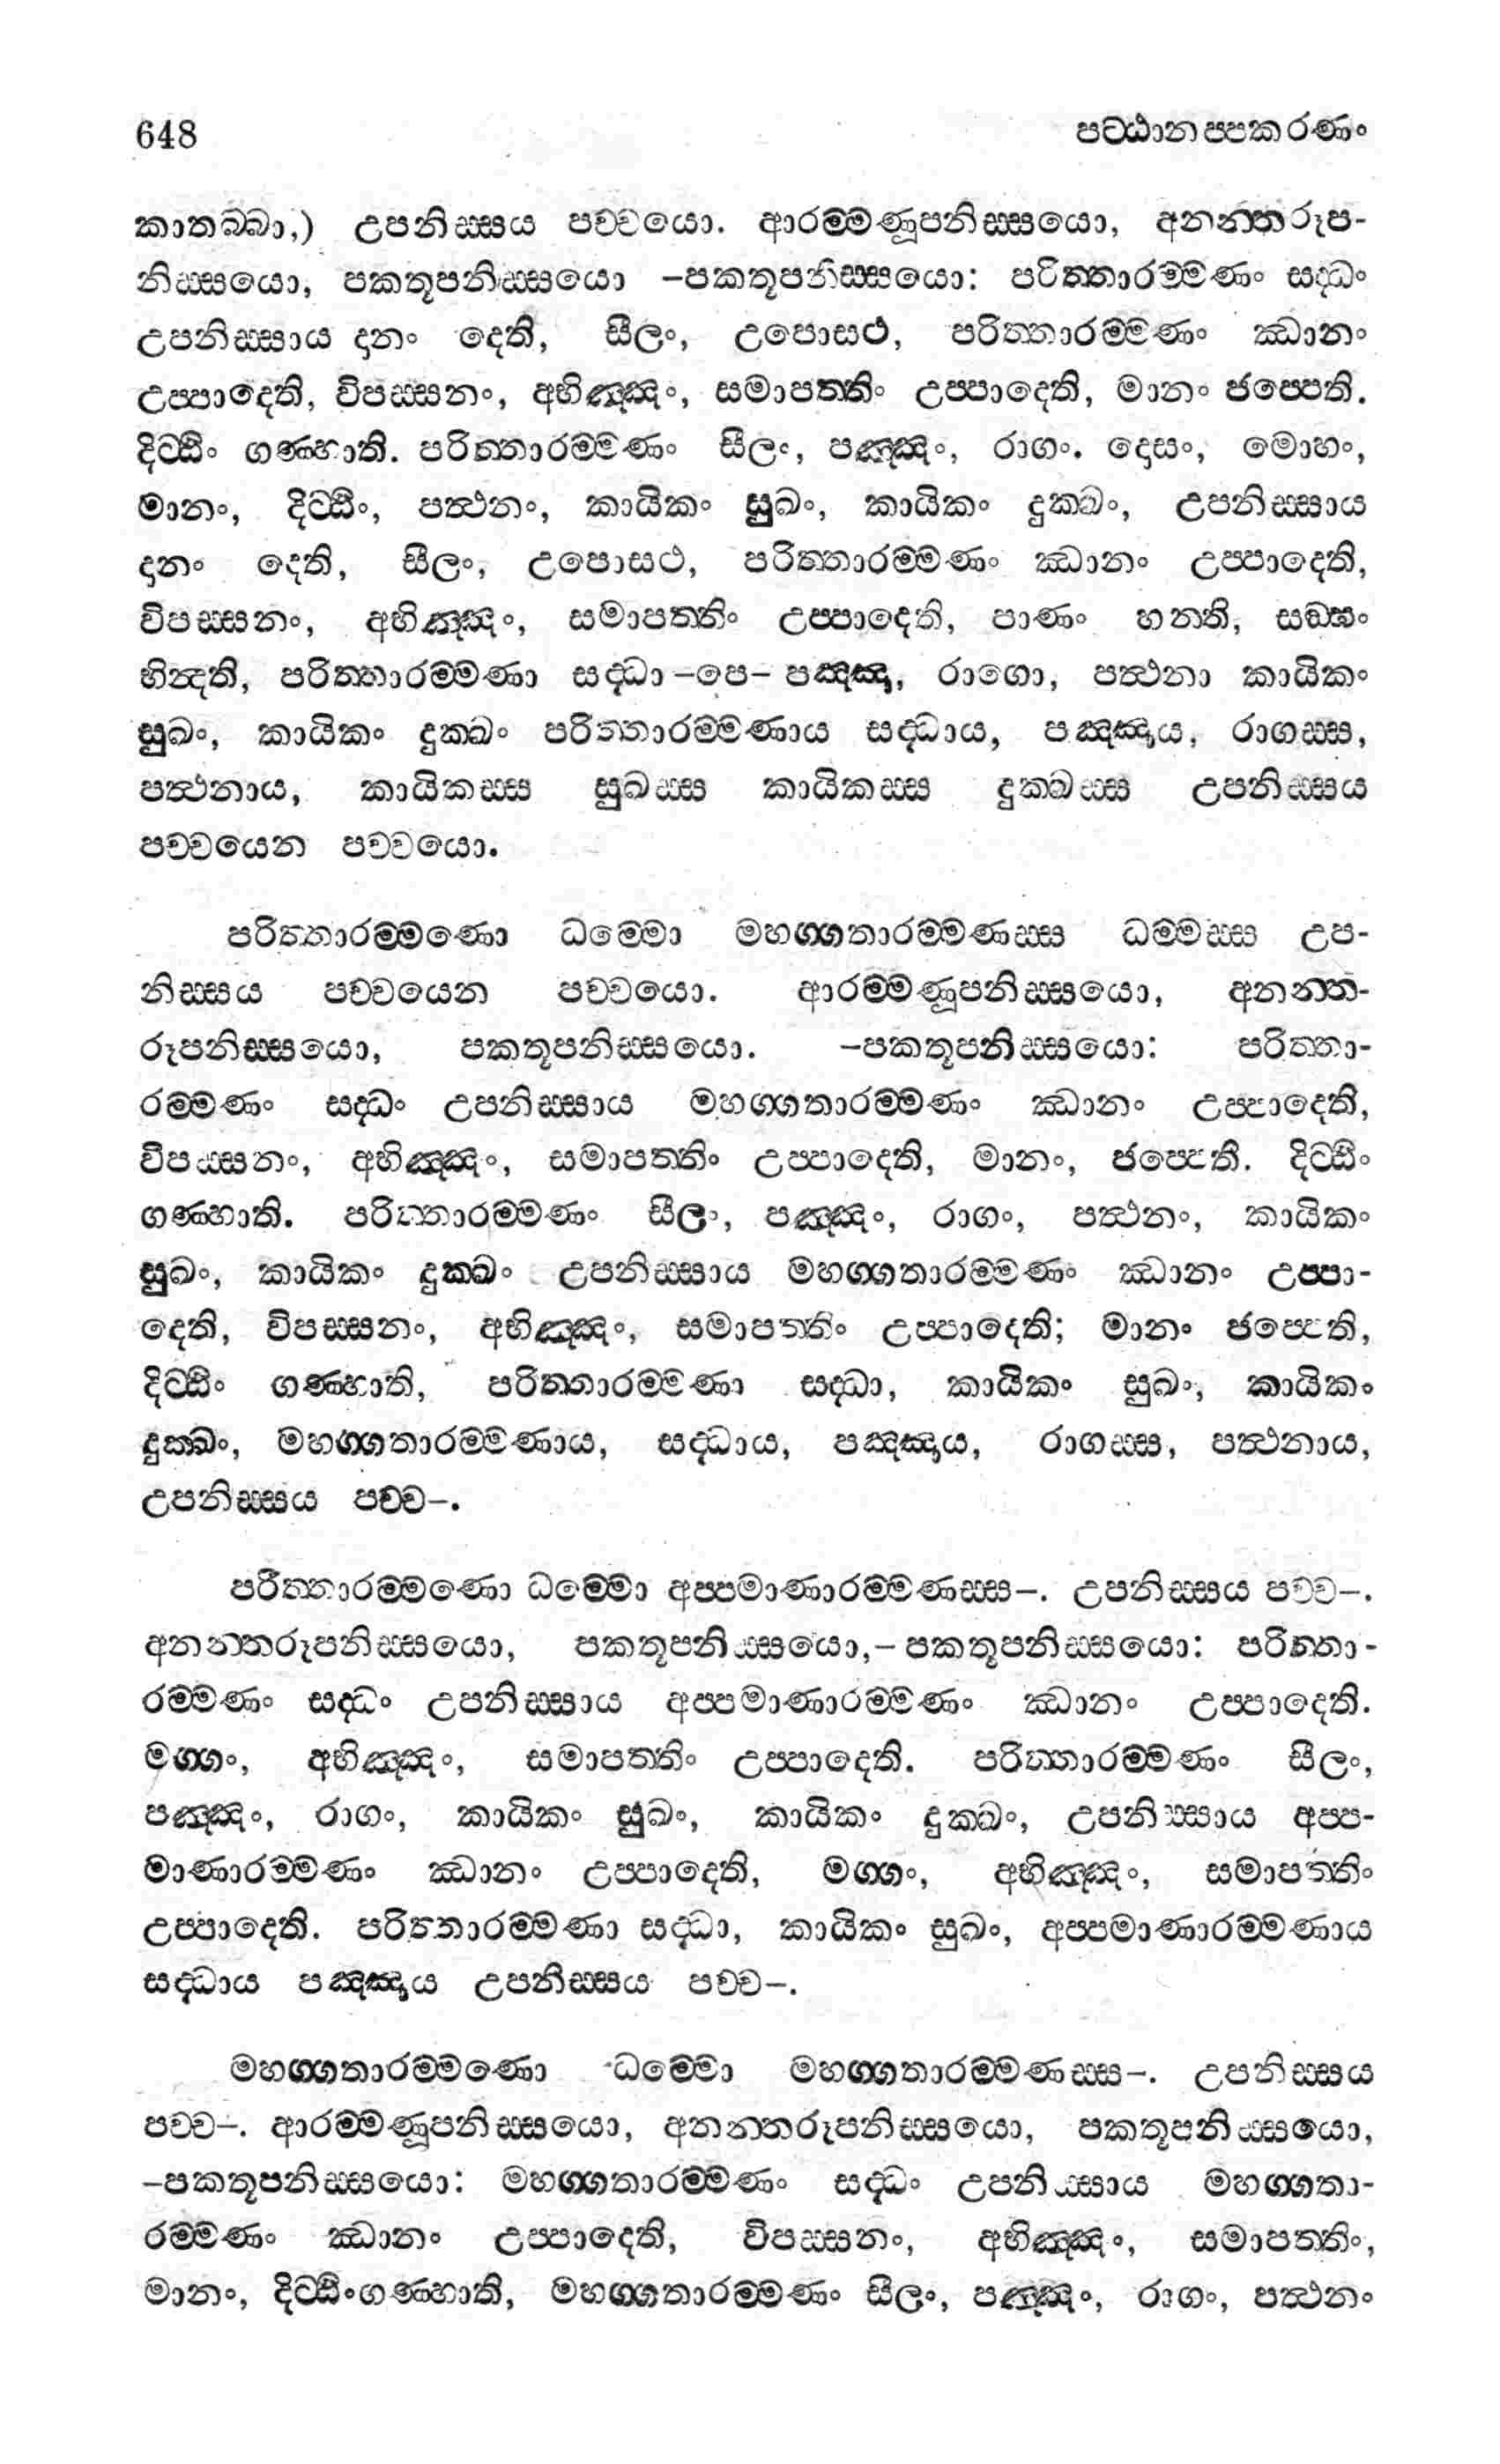 648 පට්ඨානප්පකරණං
කාතබ්බා,) උපනිස්සය පච්චයො. ආරම්මණූපනිස්සයො, අනන්තරූප-
නිස්සයො, පකතූපනිස්සයො -පකතූපනිස්සයො: පරිත්තාරම්මණං සද්ධං
උපනිස්සාය දානං දෙති, සීලං, උපොසථ, පරිත්තාරම්මණං ඣානං
උප්පාදෙති, විපස්සනං, අභිඤ්ඤං, සමාපත්තිං උප්පාදෙති, මානං ජප්පෙති.
දිට්ඨිං ගණ්හාති. පරිත්තාරම්මණං සීලං, පඤ්ඤං, රාගං. දොසං, මොහං,
මානං, දිට්ඨිං, පත්ථනං, කායිකං සුඛං, කායිකං දුක්ඛං, උපනිස්සාය
දානං දෙති, සීලං, උපොසථ, පරිත්තාරම්මණං ඣානං උප්පාදෙති,
විපස්සනං, අභිඤ්ඤං, සමාපත්තිං උප්පාදෙති, පාණං හනති, සඞ්ඝං
භින්දති, පරිත්තාරම්මණා සද්ධා -පෙ- පඤ්ඤා, රාගො, පත්ථනා කායිකං
සුඛං, කායිකං දුක්ඛං පරිත්තාරම්මණාය සද්ධාය, පඤ්ඤාය, රාගස්ස,
පත්ථනාය, කායිකස්ස සුඛස්ස කායිකස්ස දුක්ඛස්ස උපනිස්සය
පච්චයෙන පච්චයො.
පරිත්තාරම්මණො ධම්මො මහග්ගතාරම්මණස්ස ධම්මස්ස උප-
නිස්සය පච්චයෙන පච්චයො. ආරම්මණූපනිස්සයො, අනන්ත-
රූපනිස්සයො, පකතූපනිස්සයො. -පකතූපනිස්සයො: පරිත්තා-
රම්මණං සද්ධං උපනිස්සාය මහග්ගතාරම්මණං ඣානං උප්පාදෙති,
විපස්සනං, අභිඤ්ඤං, සමාපත්තිං උප්පාදෙති, මානං, ජප්පෙති. දිට්ඨිං
ගණ්හාති. පරිත්තාරම්මණං සීලං, පඤ්ඤං, රාගං, පත්ථනං, කායිකං
සුඛං, කායිකං දුක්ඛං උපනිස්සාය මහග්ගතාරම්මණං ඣානං උප්පා-
දෙති, විපස්සනං, අභිඤ්ඤං, සමාපත්තිං උප්පාදෙති; මානං ජප්පෙති,
දිට්ඨිං ගණ්හාති, පරිත්තාරම්මණා සද්ධා, කායිකං සුඛං, කායිකං
දුක්ඛං, මහග්ගතාරම්මණාය, සද්ධාය, පඤ්ඤාය, රාගස්ස, පත්ථනාය,
උපනිස්සය පච්ච-.
පරිත්තාරම්මණො ධම්මො අප්පමාණාරම්මණස්ස-. උපනිස්සය පච්ච-.
අනන්තරූපනිස්සයො, පකතූපනිස්සයො,- පකතූපනිස්සයො: පරිත්තා-
රම්මණං සද්ධං උපනිස්සාය අප්පමාණාරම්මණං ඣානං උප්පාදෙති.
මග්ගං, අභිඤ්ඤං, සමාපත්තිං උප්පාදෙති. පරිත්තාරම්මණං සීලං,
පඤ්ඤං, රාගං, කායිකං සුඛං, කායිකං දුක්ඛං, උපනිස්සාය අප්ප-
මාණාරම්මණං ඣානං උප්පාදෙති, මග්ගං, අභිඤ්ඤං, සමාපත්තිං
උප්පාදෙති. පරිත්තාරම්මණා සද්ධා, කායිකං සුඛං, අප්පමාණාරම්මණාය
සද්ධාය පඤ්ඤාය උපනිස්සය පච්ච-.
මහග්ගතාරම්මණො ධම්මො මහග්ගතාරම්මණස්ස-. උපනිස්සය
පච්ච-. ආරම්මණූපනිස්සයො, අනන්තරූපනිස්සයො, පකතූපනිස්සයො,
-පකතූපනිස්සයො: මහග්ගතාරම්මණං සද්ධං උපනිස්සාය මහග්ගතා-
රම්මණං ඣානං උප්පාදෙති, විපස්සනං, අභිඤ්ඤං, සමාපත්තිං,
මානං, දිට්ඨිංගණ්හාති, මහග්ගතාරම්මණං සීලං, පඤ්ඤං, රාගං, පත්ථනං